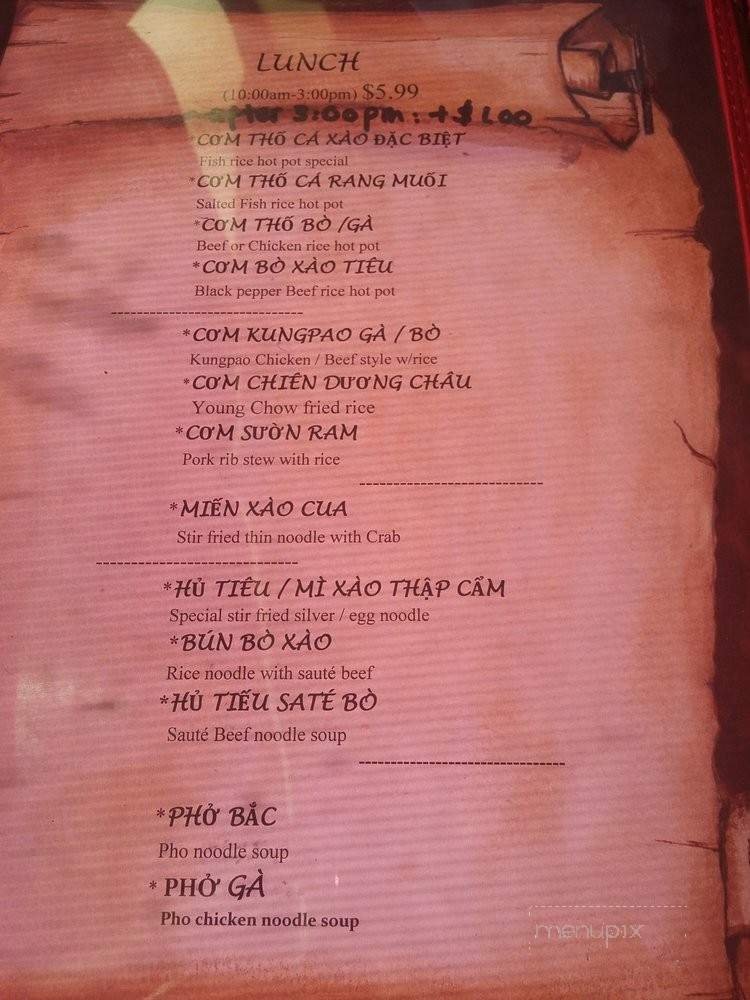 LUNCH
(10:00am-3:00pm) $5.99
after 3:00pm: +$1.00
*CƠM THỐ CÁ XÀO ĐẶC BIỆT
Fish rice hot pot special
*CƠM THỐ CÁ RANG MUỐI
Salted Fish rice hot pot
*CƠM THỐ BÒ /GÀ
Beef or Chicken rice hot pot
*CƠM BÒ XÀO TIÊU
Black pepper Beef rice hot pot
*CƠM KUNGPAO GÀ / BÒ
Kungpao Chicken / Beef style w/rice
*CƠM CHIÊN DƯƠNG CHÂU
Young Chow fried rice
*CƠM SƯỜN RAM
Pork rib stew with rice
*MIẾN XÀO CUA
Stir fried thin noodle with Crab
*HỦ TIÊU / MÌ XÀO THẬP CẨM
Special stir fried silver / egg noodle
*BÚN BÒ XÀO
Rice noodle with sauté beef
*HỦ TIẾU SATÉ BÒ
Sauté Beef noodle soup
*PHỞ BẮC
Pho noodle soup
* PHỞ GÀ
Pho chicken noodle soup
menupix